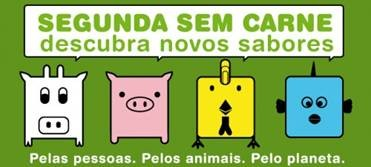 SEGUNDA SEM CARNE
descubra novos sabores
Pelas pessoas. Pelos animais. Pelo planeta.